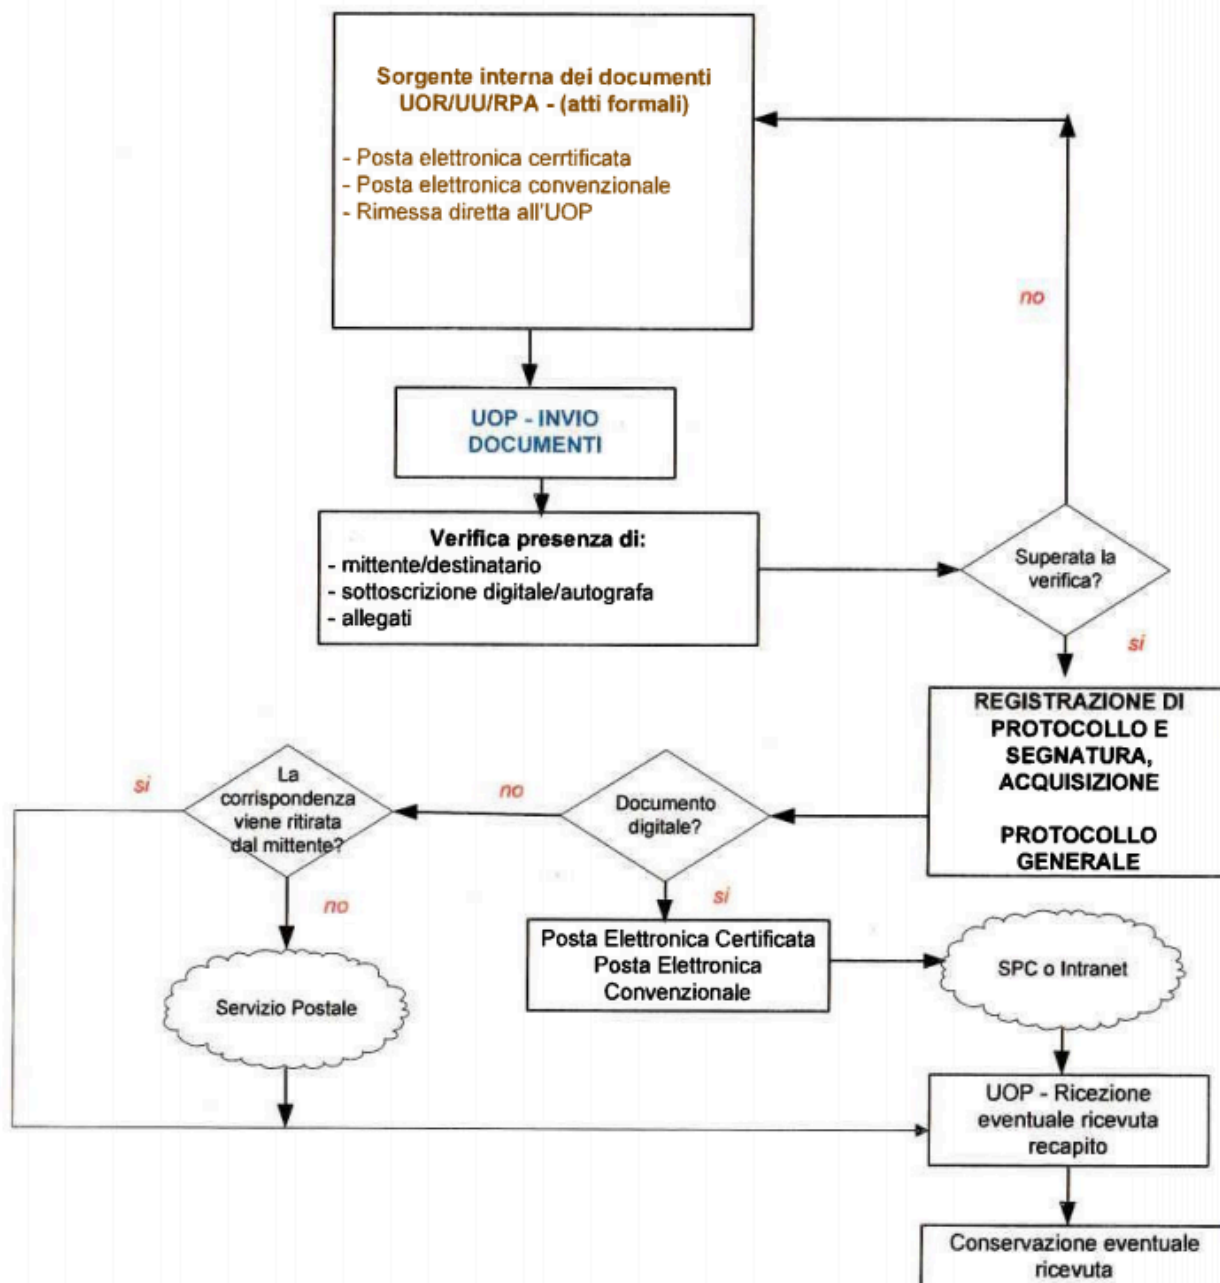 Sorgente interna dei documenti
UOR/UU/RPA - (atti formali)
- Posta elettronica cerrtificata
- Posta elettronica convenzionale
- Rimessa diretta all'UOP
no
UOP - INVIO
DOCUMENTI
Verifica presenza di:
- mittente/destinatario
- sottoscrizione digitale/autografa
- allegati
Superata la
verifica?
si
REGISTRAZIONE DI
PROTOCOLLO E
SEGNATURA,
ACQUISIZIONE
PROTOCOLLO
GENERALE
Documento
digitale?
no
La
corrispondenza
viene ritirata
dal mittente?
si
no
si
Posta Elettronica Certificata
Posta Elettronica
Convenzionale
SPC o Intranet
Servizio Postale
UOP - Ricezione
eventuale ricevuta
recapito
Conservazione eventuale
ricevuta